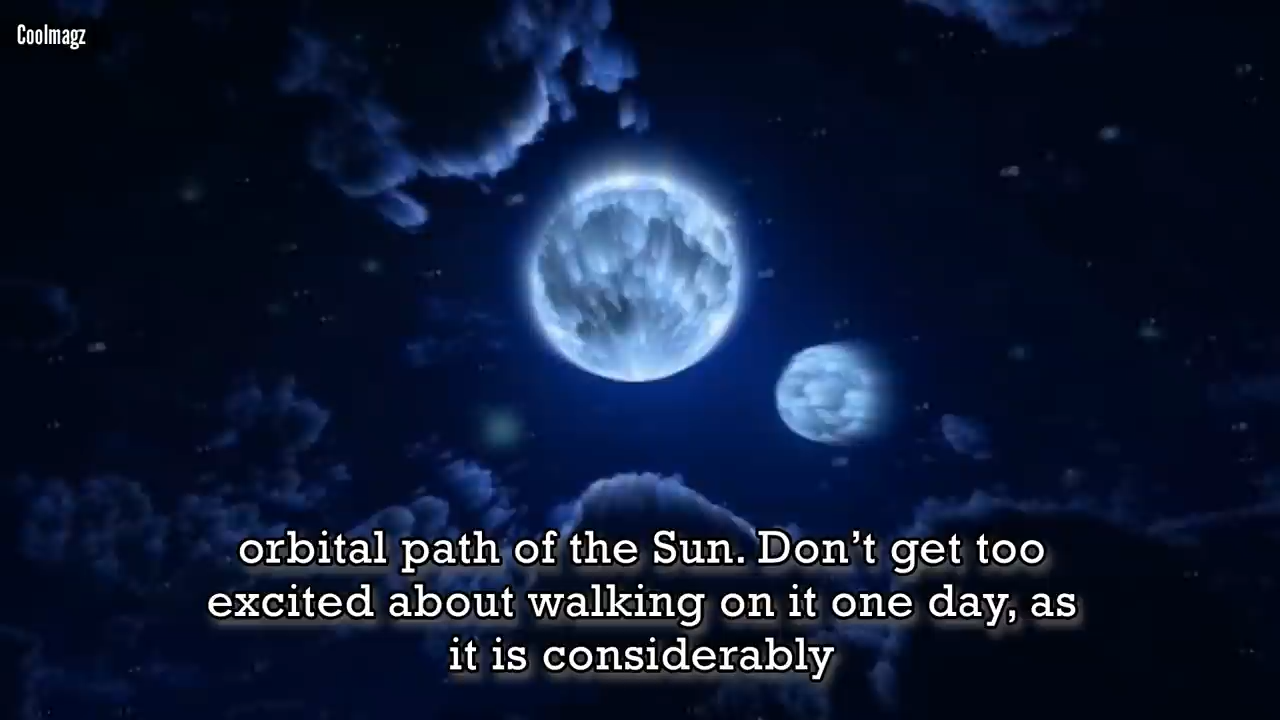 Coolmagz
orbital path of the Sun. Don’t get too
excited about walking on it one day, as
it is considerably